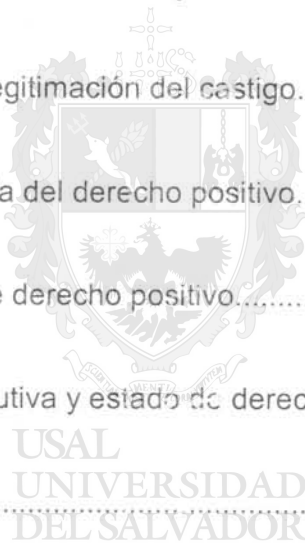 egitimación del castigo.
a del derecho positivo.
e derecho positivo.........
utiva y estado de derec
USAL
UNIVERSIDAD
DEL SALVADOR